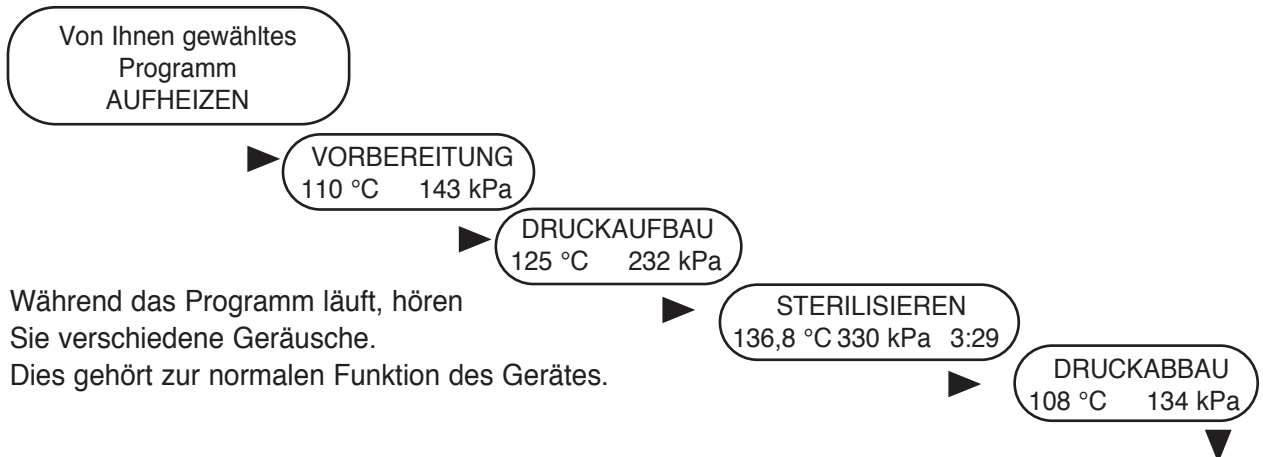 Von Ihnen gewähltes
Programm
AUFHEIZEN
VORBEREITUNG
110 °C 143 kPa
DRUCKAUFBAU
125 °C 232 kPa
Während das Programm läuft, hören
Sie verschiedene Geräusche.
Dies gehört zur normalen Funktion des Gerätes.
STERILISIEREN
136,8 °C 330 kPa 3:29
DRUCKABBAU
108 °C 134 kPa